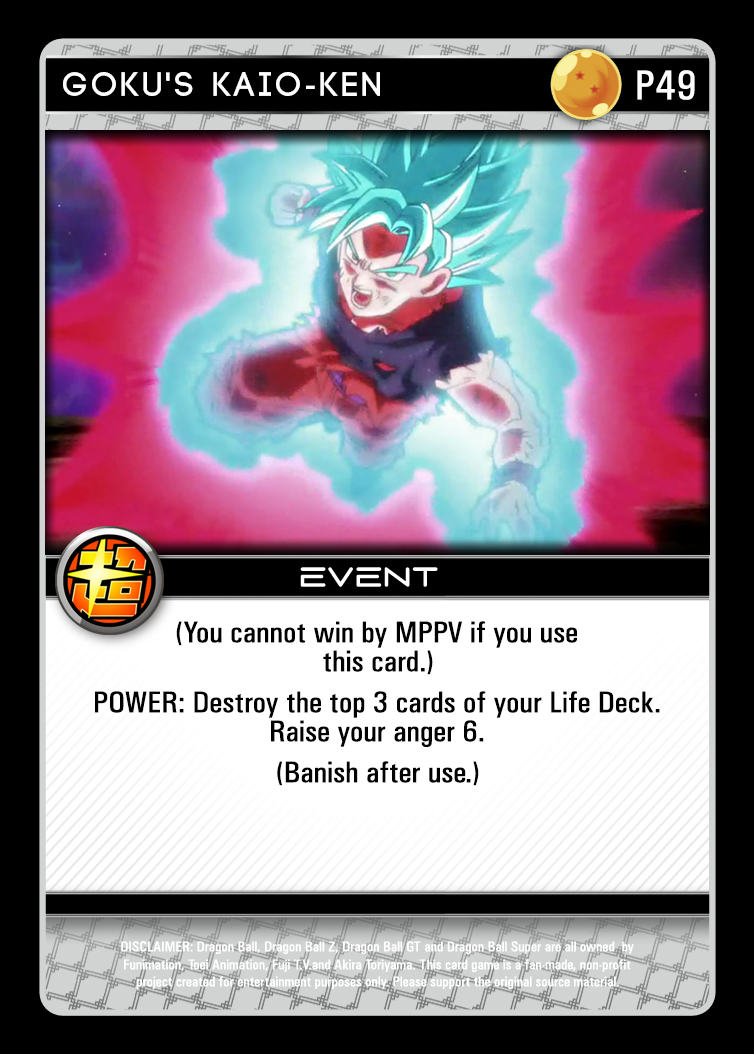 GOKU'S KAIO-KEN
P49
EVENT
(You cannot win by MPPV if you use
this card.)
POWER: Destroy the top 3 cards of your Life Deck.
Raise your anger 6.
(Banish after use.)
DISCLAIMER: Dragon Ball, Dragon Ball Z, Dragon Ball GT and Dragon Ball Super are all owned by
Funimation, Toei Animation, Fuji T.V.and Akira Toriyama. This card game is a fan-made, non-profit
project created for entertainment purposes only. Please support the original source material.